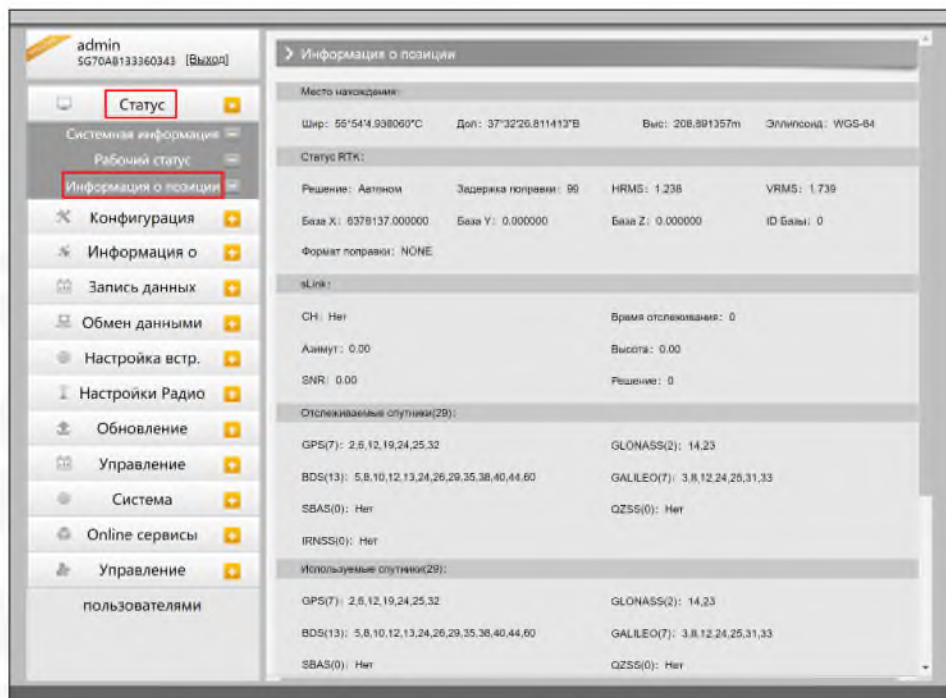 admin
SG70A8133360343 [Выход]
Статус
Системная информация
Рабочий статус
Информация о позиции
Конфигурация
Информация о
Запись данных
Обмен данными
Настройка встр.
Настройки Радио
Обновление
Управление
Система
Online сервисы
Управление
пользователями
Информация о позиции
Место нахождения:
Шир: 55°54'4.938060"С Дол: 37°32'26.811413"В Выс: 208.891357m Эллипсоид: WGS-84
Статус RTK:
Решение: Автоном Задержка поправки: 99 HRMS: 1.238 VRMS: 1.739
База X: 6378137.000000 База Y: 0.000000 База Z: 0.000000 ID Базы: 0
Формат поправки: NONE
sLink:
CH: Нет Время отслеживания: 0
Азимут: 0.00 Высота: 0.00
SNR: 0.00 Решение: 0
Отслеживаемые спутники(29):
GPS(7): 2,6,12,19,24,25,32 GLONASS(2): 14,23
BDS(13): 5,8,10,12,13,24,26,29,35,38,40,44,60 GALILEO(7): 3,8,12,24,25,31,33
SBAS(0): Нет QZSS(0): Нет
IRNSS(0): Нет
Используемые спутники(29):
GPS(7): 2,6,12,19,24,25,32 GLONASS(2): 14,23
BDS(13): 5,8,10,12,13,24,26,29,35,38,40,44,60 GALILEO(7): 3,8,12,24,25,31,33
SBAS(0): Нет QZSS(0): Нет